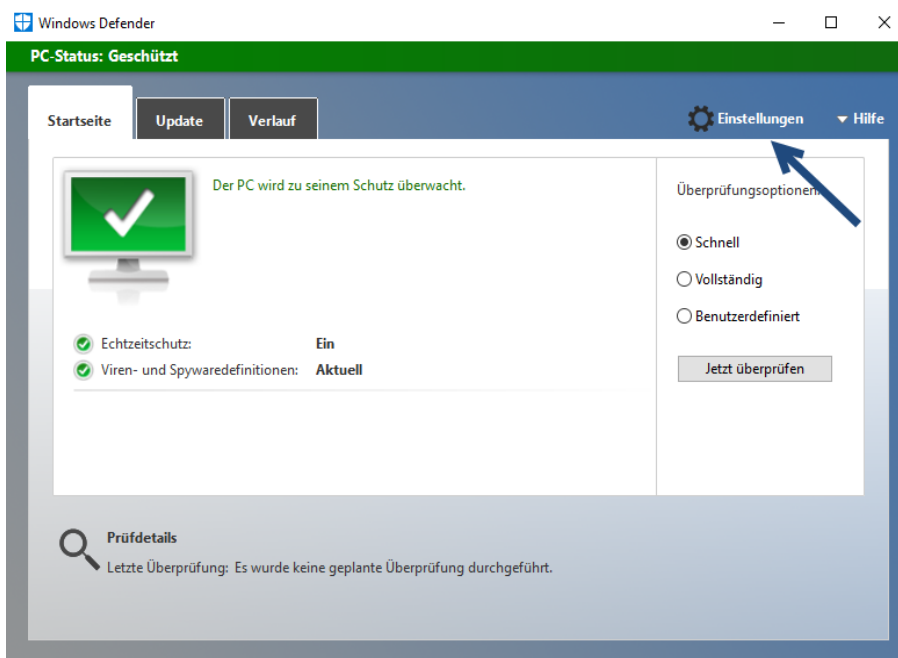 Windows Defender
PC-Status: Geschützt
Startseite Update Verlauf Einstellungen Hilfe
Der PC wird zu seinem Schutz überwacht.
Überprüfungsoptionen:
Schnell
Vollständig
Benutzerdefiniert
Echtzeitschutz: Ein
Viren- und Spywaredefinitionen: Aktuell
Jetzt überprüfen
Prüfdetails
Letzte Überprüfung: Es wurde keine geplante Überprüfung durchgeführt.